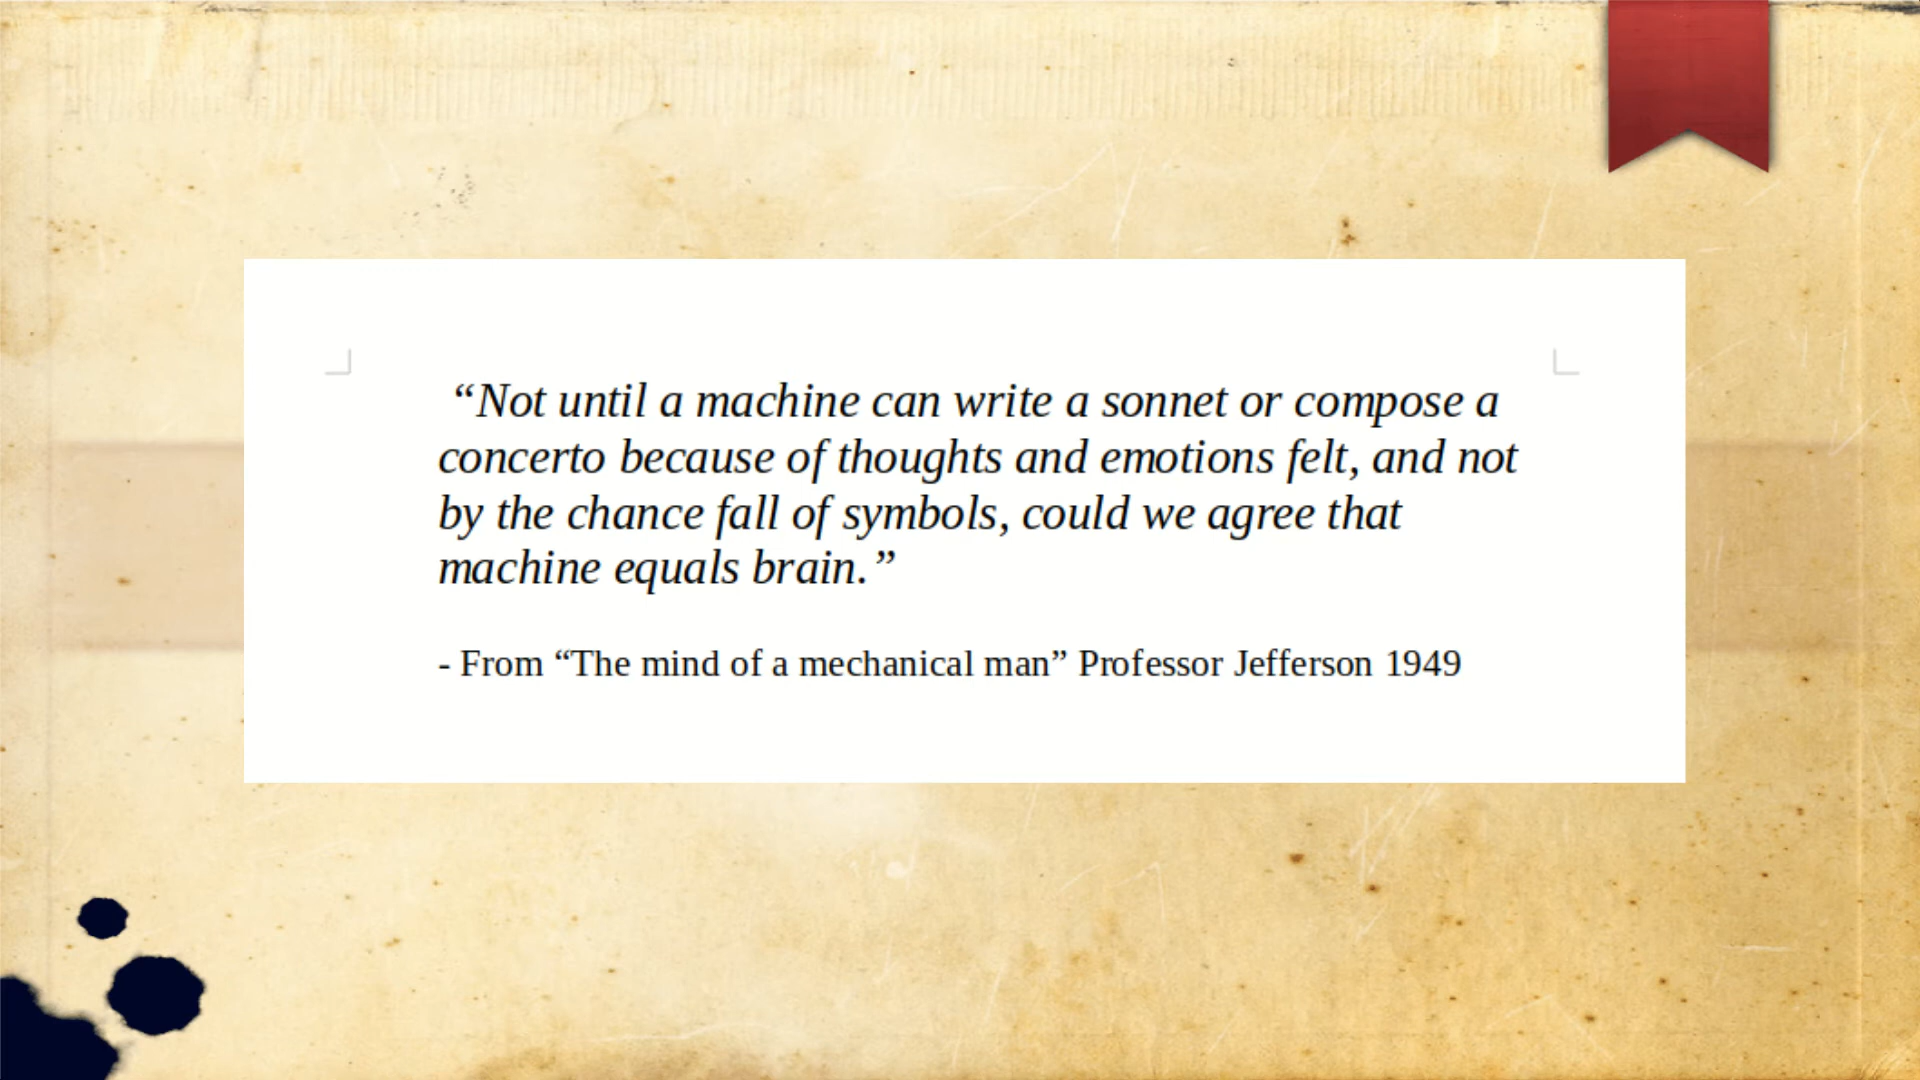 “Not until a machine can write a sonnet or compose a
concerto because of thoughts and emotions felt, and not
by the chance fall of symbols, could we agree that
machine equals brain.”
- From “The mind of a mechanical man” Professor Jefferson 1949